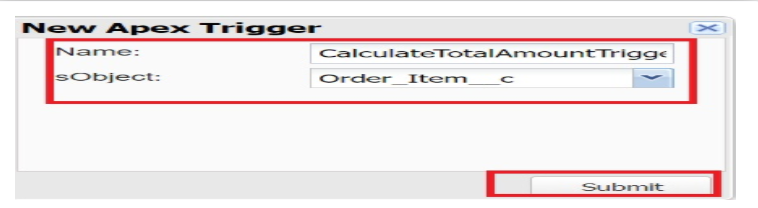 New Apex Trigger
Name: CalculateTotalAmountTrigge
sObject: Order_Item__c
Submit